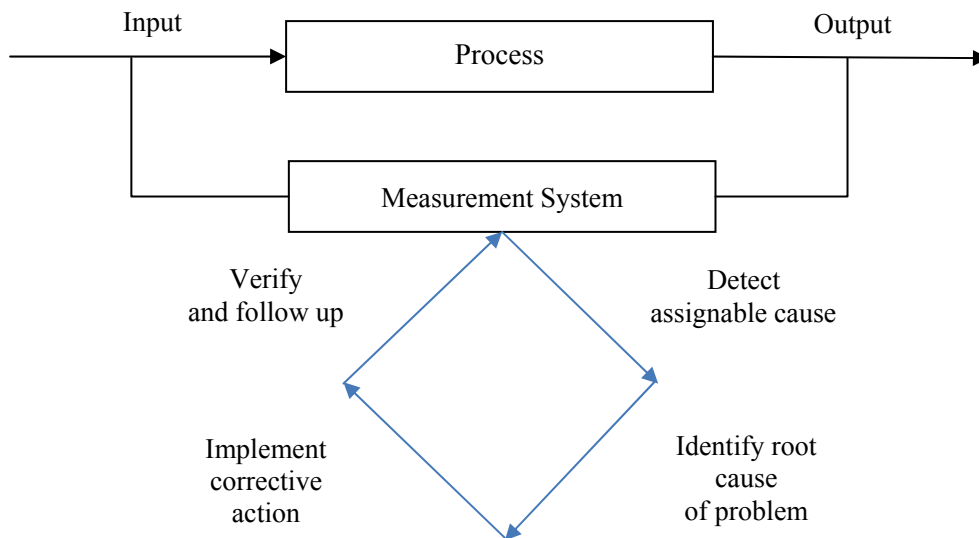 Input
Output
Process
Measurement System
Verify
and follow up
Detect
assignable cause
Implement
corrective
action
Identify root
cause
of problem